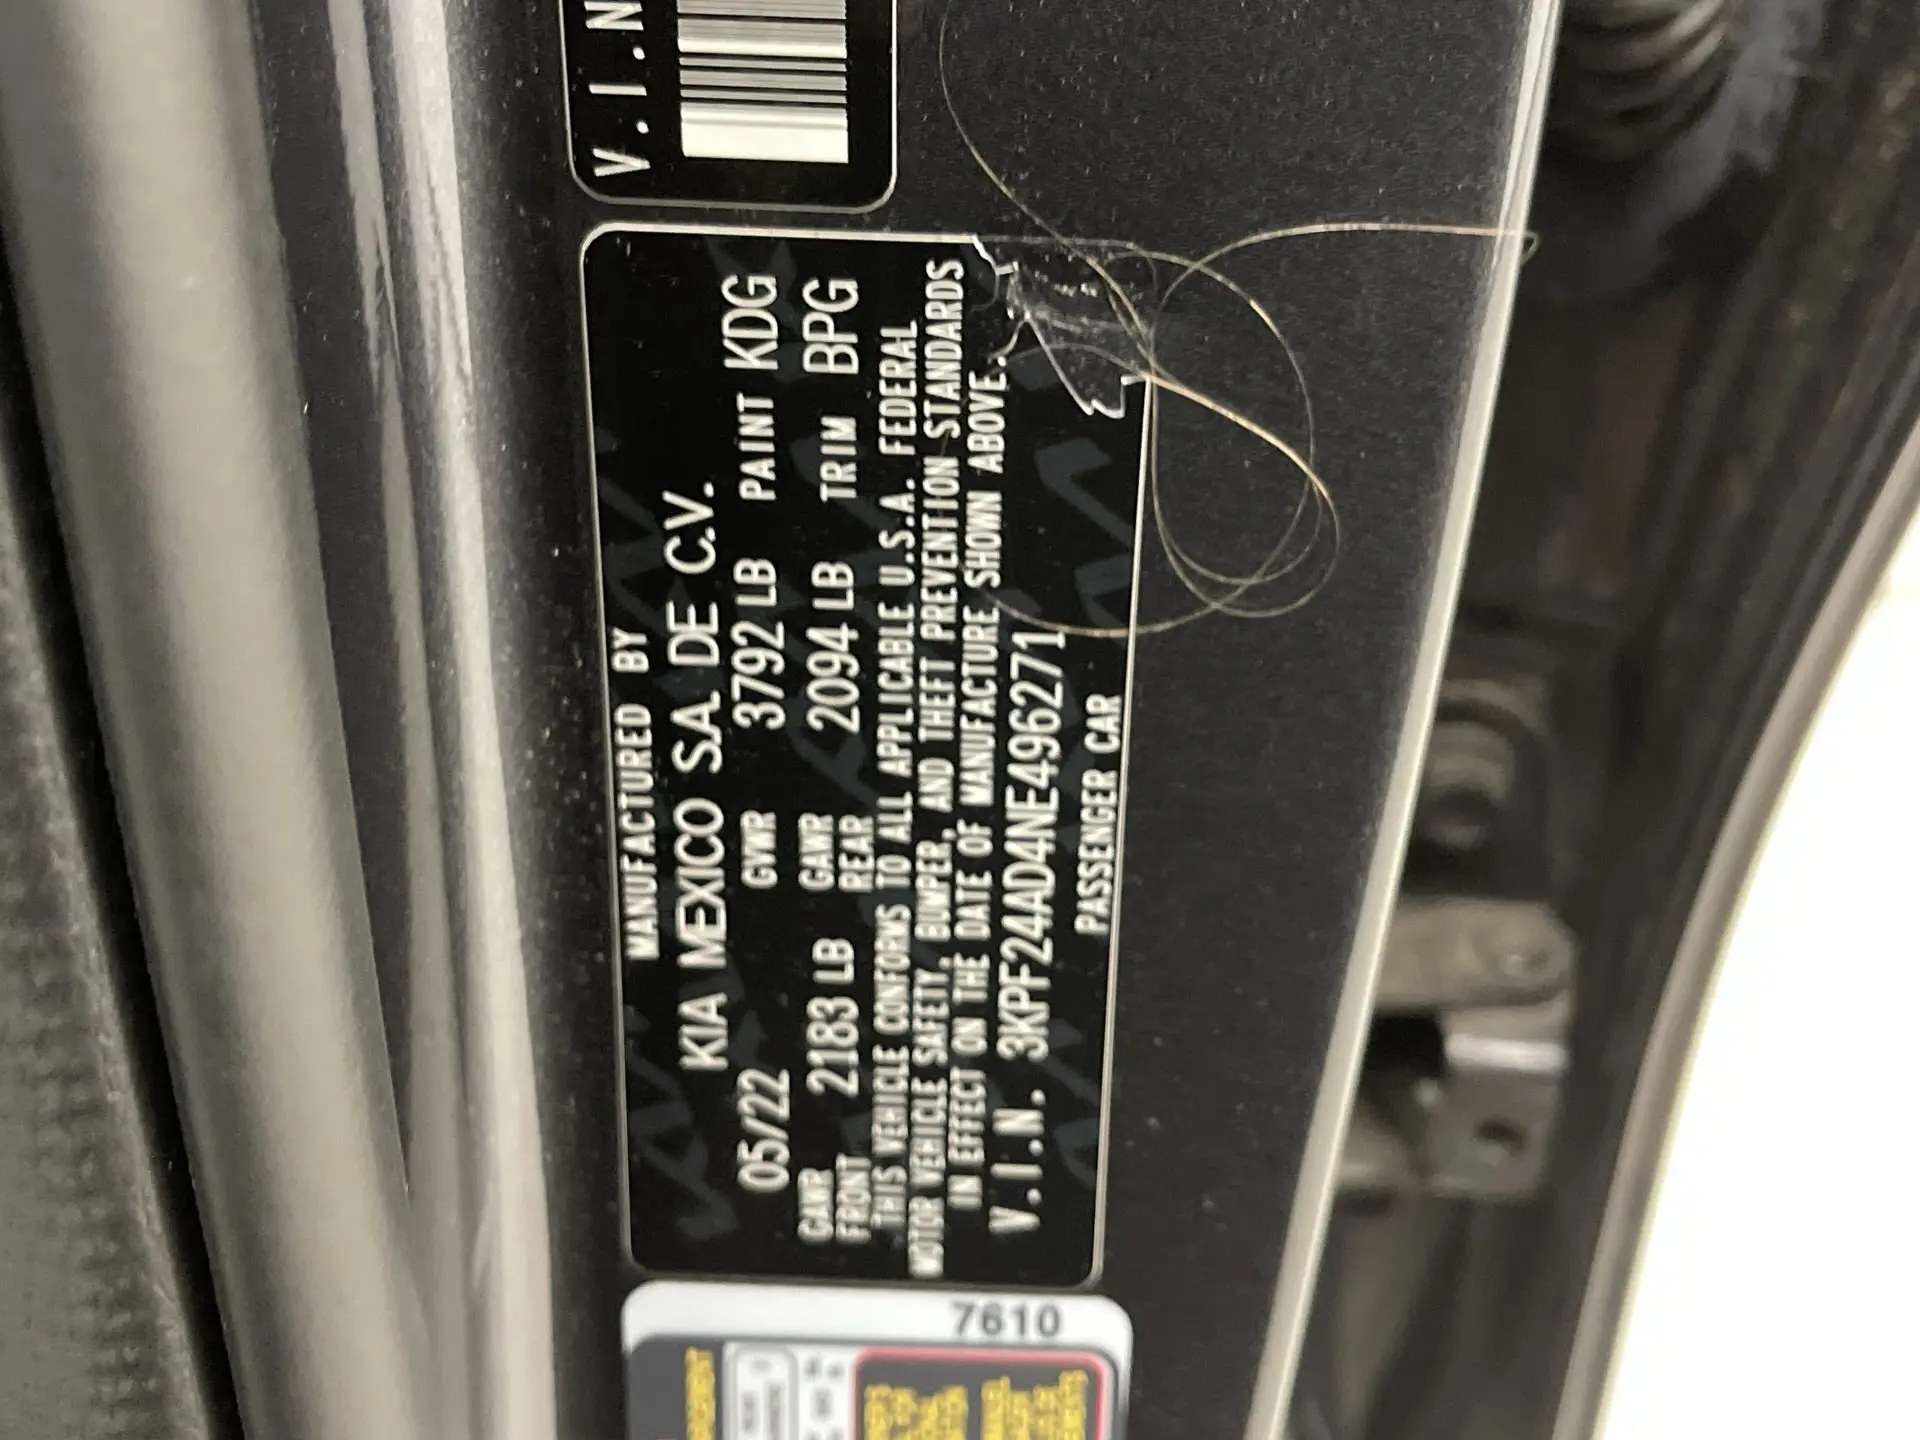 V.I.N
MANUFACTURED BY
KIA MEXICO S.A. DE C.V.
05/22 GVWR 3792 LB PAINT KDG
GAWR FRONT 2183 LB GAWR REAR 2094 LB TRIM BPG
THIS VEHICLE CONFORMS TO ALL APPLICABLE U.S.A. FEDERAL
MOTOR VEHICLE SAFETY, BUMPER, AND THEFT PREVENTION STANDARDS
IN EFFECT ON THE DATE OF MANUFACTURE SHOWN ABOVE.
V.I.N. 3KPF24AD4NE496271
PASSENGER CAR
7610